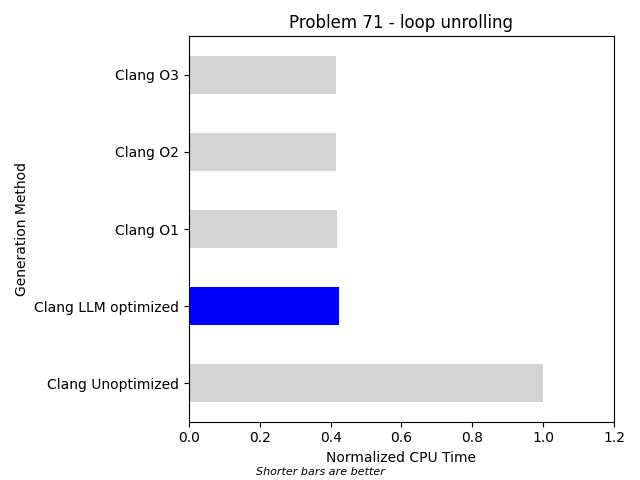 Problem 71 - loop unrolling
Generation Method
Clang O3
Clang O2
Clang O1
Clang LLM optimized
Clang Unoptimized
0.0 0.2 0.4 0.6 0.8 1.0 1.2
Normalized CPU Time
Shorter bars are better